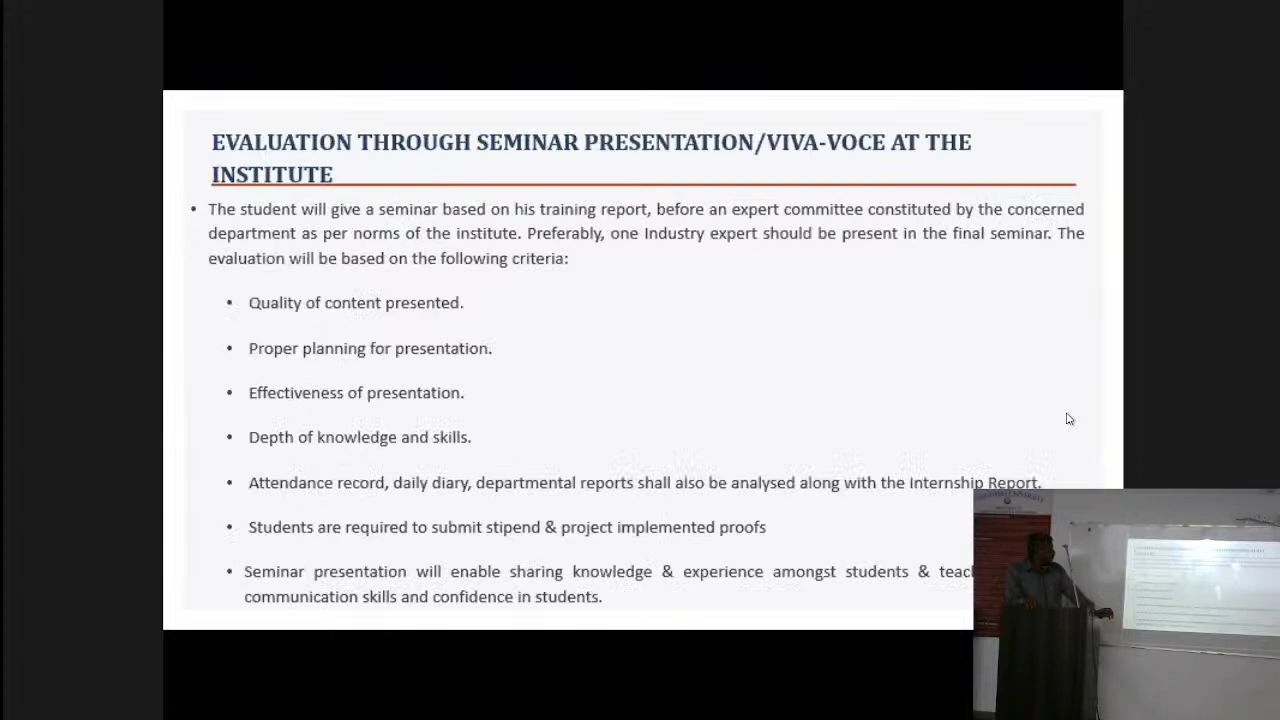 EVALUATION THROUGH SEMINAR PRESENTATION/VIVA-VOCE AT THE
INSTITUTE
• The student will give a seminar based on his training report, before an expert committee constituted by the concerned
department as per norms of the institute. Preferably, one Industry expert should be present in the final seminar. The
evaluation will be based on the following criteria:
• Quality of content presented.
• Proper planning for presentation.
• Effectiveness of presentation.
• Depth of knowledge and skills.
• Attendance record, daily diary, departmental reports shall also be analysed along with the Internship Report.
• Students are required to submit stipend & project implemented proofs
• Seminar presentation will enable sharing knowledge & experience amongst students &
communication skills and confidence in students.